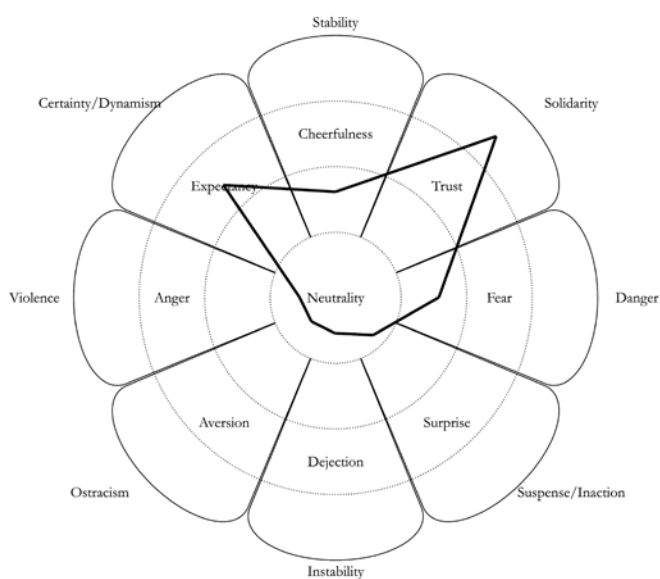 Stability
Certainty/Dynamism
Solidarity
Cheerfulness
Expectancy
Trust
Violence
Anger
Neutrality
Fear
Danger
Aversion
Surprise
Dejection
Ostracism
Suspense/Inaction
Instability